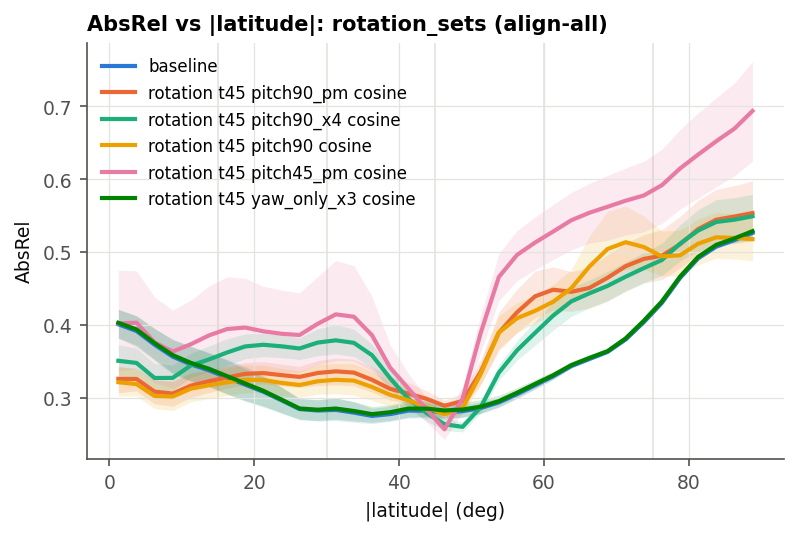 AbsRel vs |latitude|: rotation_sets (align-all)
baseline
rotation t45 pitch90_pm cosine
rotation t45 pitch90_x4 cosine
rotation t45 pitch90 cosine
rotation t45 pitch45_pm cosine
rotation t45 yaw_only_x3 cosine
AbsRel
0.7
0.6
0.5
0.4
0.3
0 20 40 60 80
|latitude| (deg)